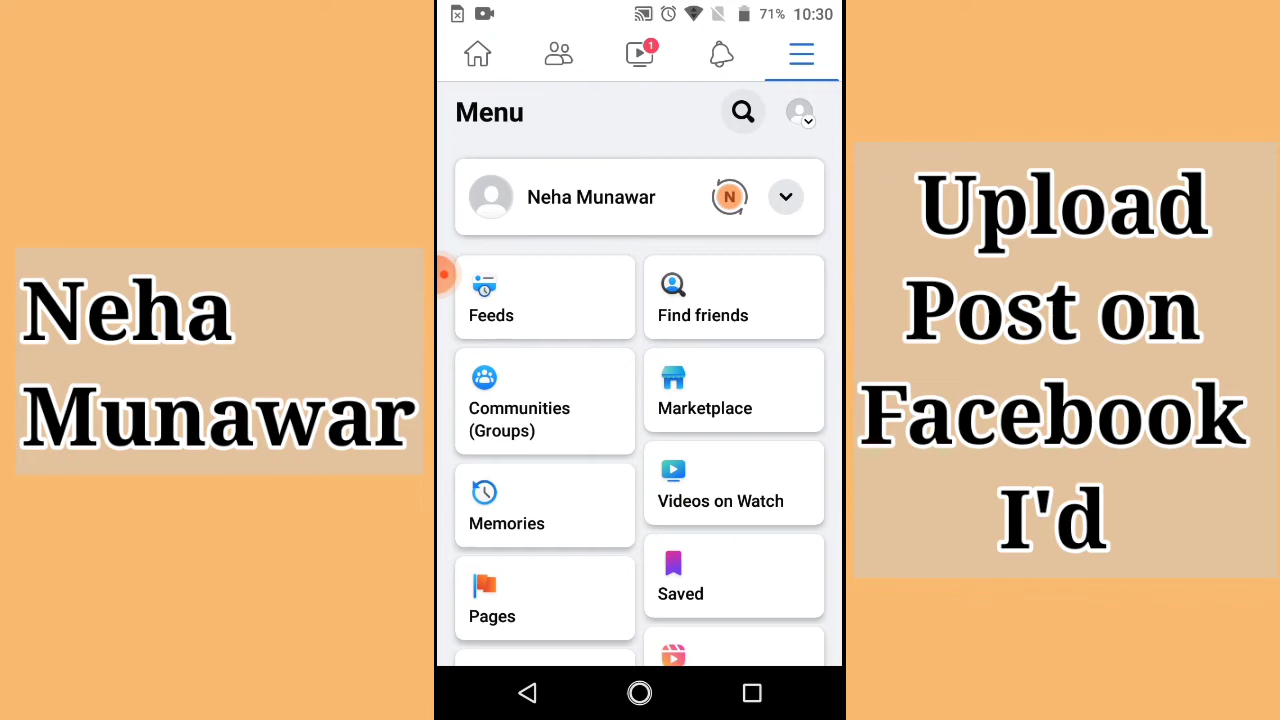 71% 10:30
1
Menu
Neha Munawar
N
Feeds
Find friends
Communities
(Groups)
Marketplace
Memories
Videos on Watch
Pages
Saved
Neha
Munawar
Upload
Post on
Facebook
I'd